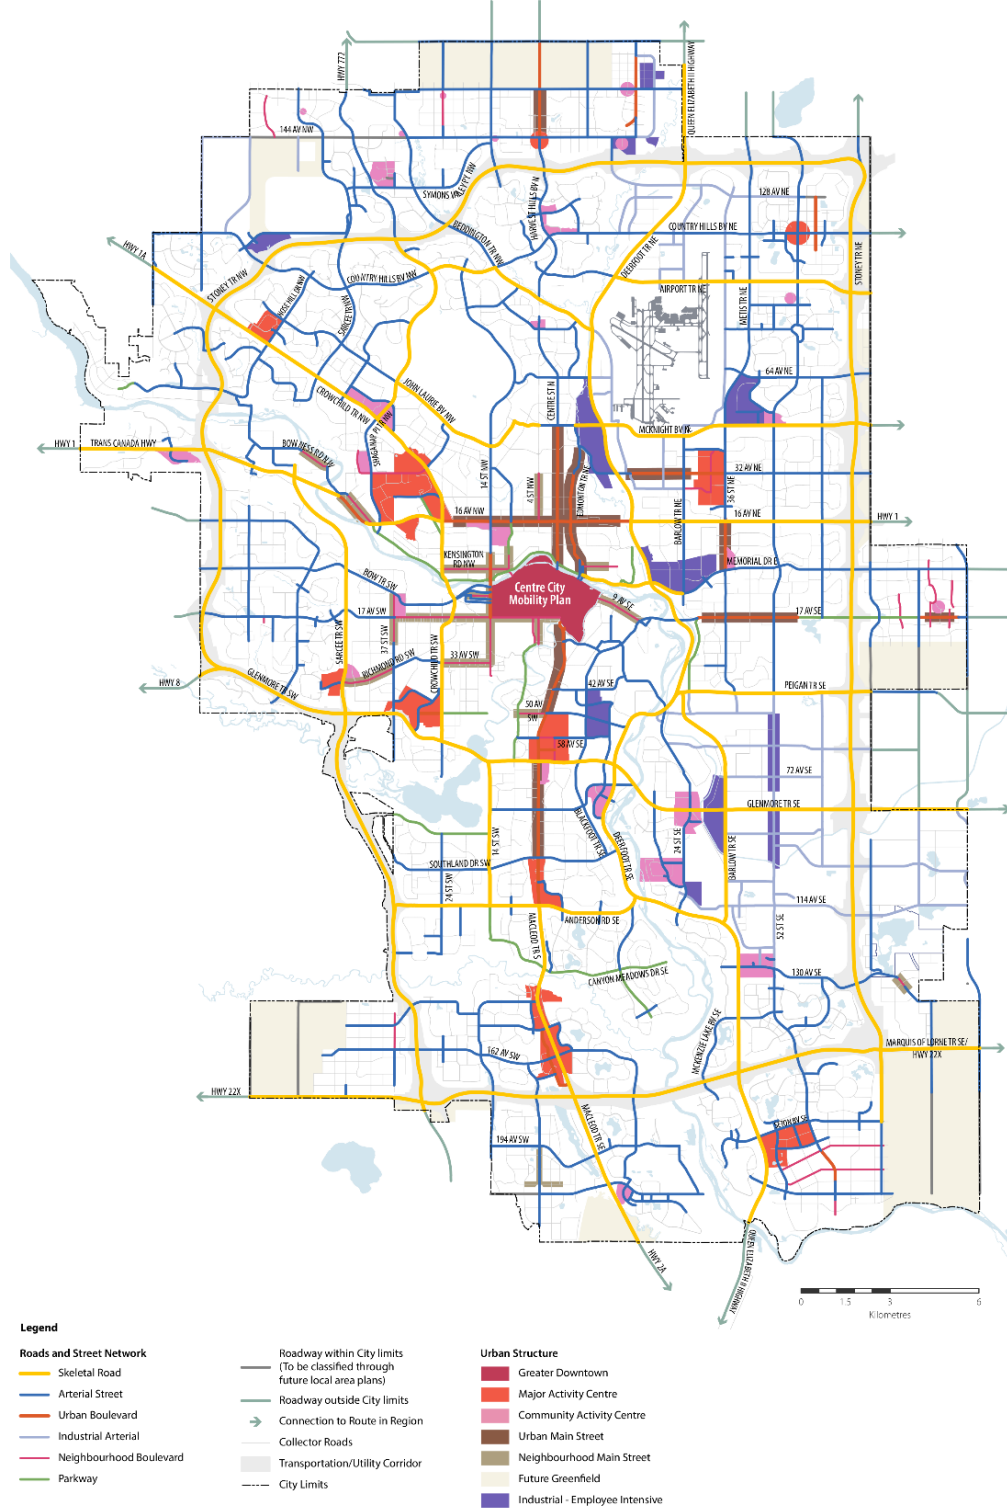 QUEEN ELIZABETH II HIGHWAY
HWY 772
144 AV NW
SYMONS VALLEY PY NW
128 AV NE
HARVEST HILLS BV N
BEDDINGTON TR NW
COUNTRY HILLS BV NE
DEERFOOT TR NE
HWY 1A
STONEY TR NW
COUNTRY HILLS BV NW
STONEY TR NE
AIRPORT TR NE
METIS TR NE
SARCEE TR NW
64 AV NE
JOHN LAURIE BV NW
CROWCHILD TR NW
CENTRE ST N
MCKNIGHT BV NE
HWY 1
TRANS CANADA HWY
BOWNESS RD NW
SHAGANAPPI TR NW
14 ST NW
4 ST NW
EDMONTON TR NE
32 AV NE
36 ST NE
BARLOW TR NE
16 AV NW
16 AV NE
HWY 1
KENSINGTON
RD NW
MEMORIAL DR E
BOW TR SW
Centre City
Mobility Plan
9 AV SE
17 AV SW
17 AV SE
37 ST SW
SARCEE TR SW
RICHMOND RD SW
CROWCHILD TR SW
33 AV SW
HWY 8
GLENMORE TR SW
42 AV SE
PEIGAN TR SE
50 AV
SW
58 AV SE
72 AV SE
GLENMORE TR SE
BLACKFOOT TR SE
DEERFOOT TR SE
24 ST SE
BARLOW TR SE
14 ST SW
SOUTHLAND DR SW
24 ST SW
114 AV SE
ANDERSON RD SE
MACLEOD TR S
52 ST SE
CANYON MEADOWS DR SE
130 AV SE
MCKENZIE LAKE BV SE
MARQUIS OF LORNE TR SE/
HWY 22X
162 AV SW
HWY 22X
MACLEOD TR SE
194 AV SW
HWY 2A
QUEEN ELIZABETH II HIGHWAY
0 1.5 3 6
Kilometres
Legend
Roads and Street Network
Skeletal Road
Arterial Street
Urban Boulevard
Industrial Arterial
Neighbourhood Boulevard
Parkway
Roadway within City limits
(To be classified through
future local area plans)
Roadway outside City limits
Connection to Route in Region
Collector Roads
Transportation/Utility Corridor
City Limits
Urban Structure
Greater Downtown
Major Activity Centre
Community Activity Centre
Urban Main Street
Neighbourhood Main Street
Future Greenfield
Industrial - Employee Intensive